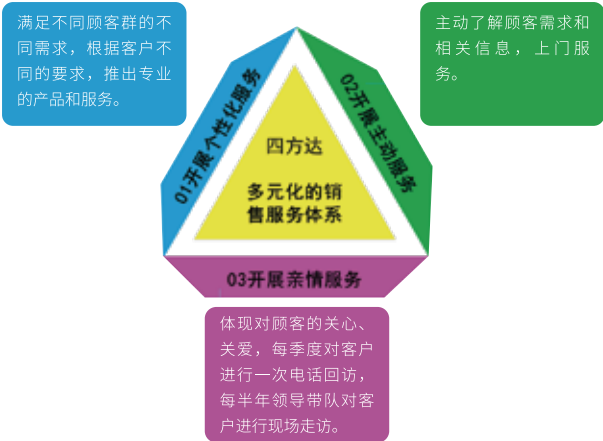 满足不同顾客群的不
同需求，根据客户不
同的要求，推出专业
的产品和服务。
主动了解顾客需求和
相关信息，上门服
务。
01开展个性化服务
02开展主动服务
四方达
多元化的销
售服务体系
03开展亲情服务
体现对顾客的关心、
关爱，每季度对客户
进行一次电话回访，
每半年领导带队对客
户进行现场走访。